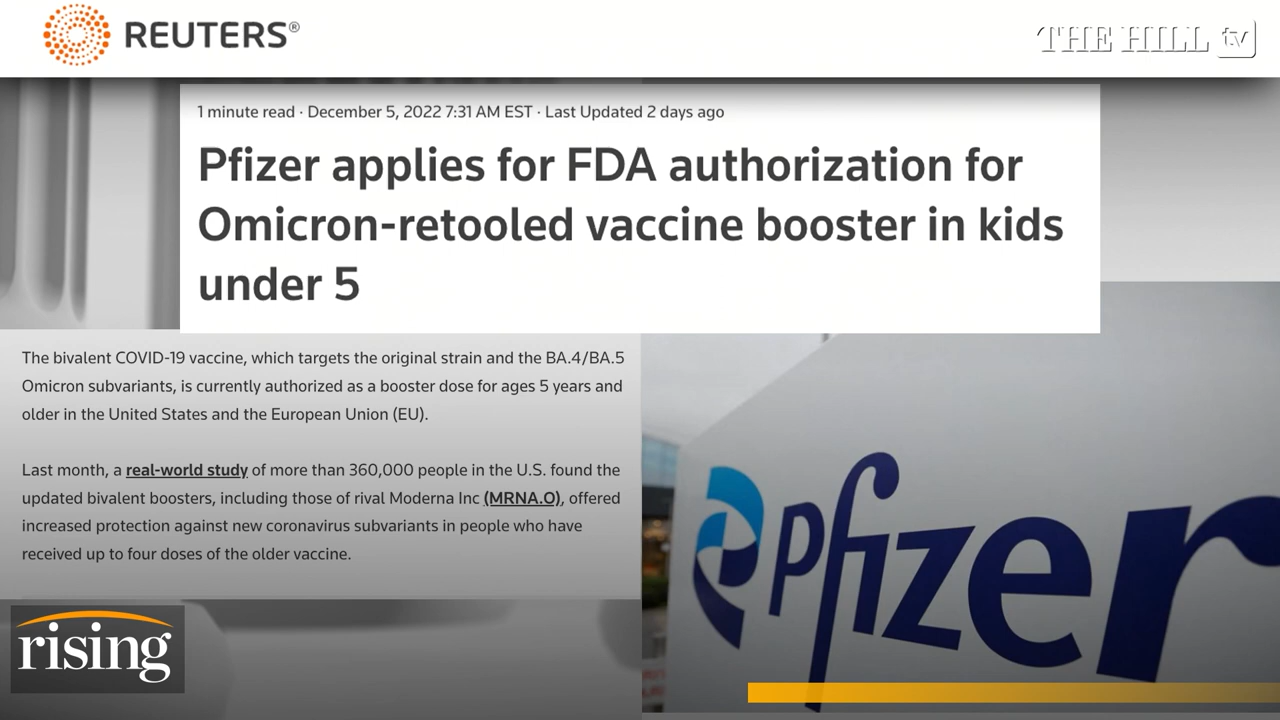 REUTERS®
THE HILL tv
1 minute read · December 5, 2022 7:31 AM EST · Last Updated 2 days ago
Pfizer applies for FDA authorization for
Omicron-retooled vaccine booster in kids
under 5
The bivalent COVID-19 vaccine, which targets the original strain and the BA.4/BA.5
Omicron subvariants, is currently authorized as a booster dose for ages 5 years and
older in the United States and the European Union (EU).
Last month, a real-world study of more than 360,000 people in the U.S. found the
updated bivalent boosters, including those of rival Moderna Inc (MRNA.O), offered
increased protection against new coronavirus subvariants in people who have
received up to four doses of the older vaccine.
pfizer
rising